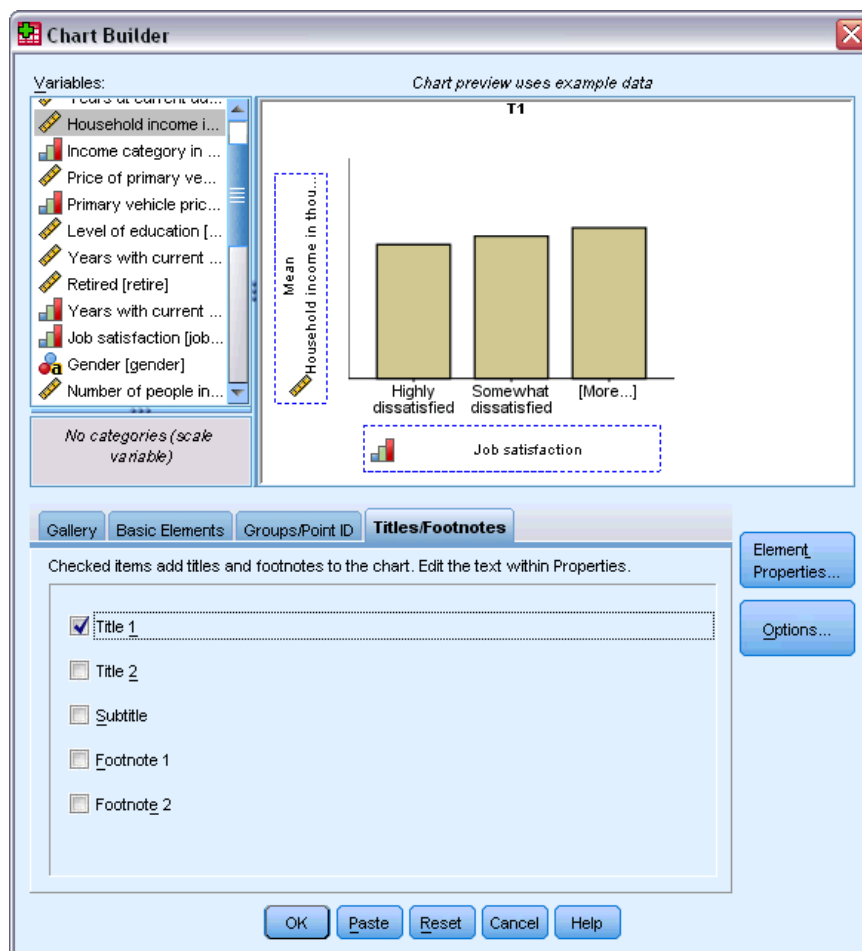 Chart Builder
Variables:
Chart preview uses example data
Years at current ad...
Household income i...
Income category in ...
Price of primary ve...
Primary vehicle pric...
Level of education [...
Years with current ...
Retired [retire]
Years with current ...
Job satisfaction [job...
Gender [gender]
Number of people in...
No categories (scale
variable)
T1
Mean
Household income in thou...
Highly
dissatisfied
Somewhat
dissatisfied
[More...]
Job satisfaction
Gallery
Basic Elements
Groups/Point ID
Titles/Footnotes
Checked items add titles and footnotes to the chart. Edit the text within Properties.
Title 1
Title 2
Subtitle
Footnote 1
Footnote 2
Element
Properties...
Options...
OK
Paste
Reset
Cancel
Help